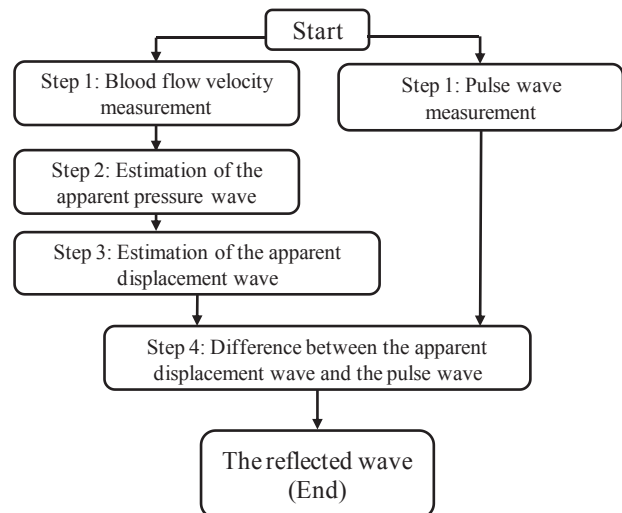 Start
Step 1: Blood flow velocity
measurement
Step 1: Pulse wave
measurement
Step 2: Estimation of the
apparent pressure wave
Step 3: Estimation of the apparent
displacement wave
Step 4: Difference between the apparent
displacement wave and the pulse wave
The reflected wave
(End)